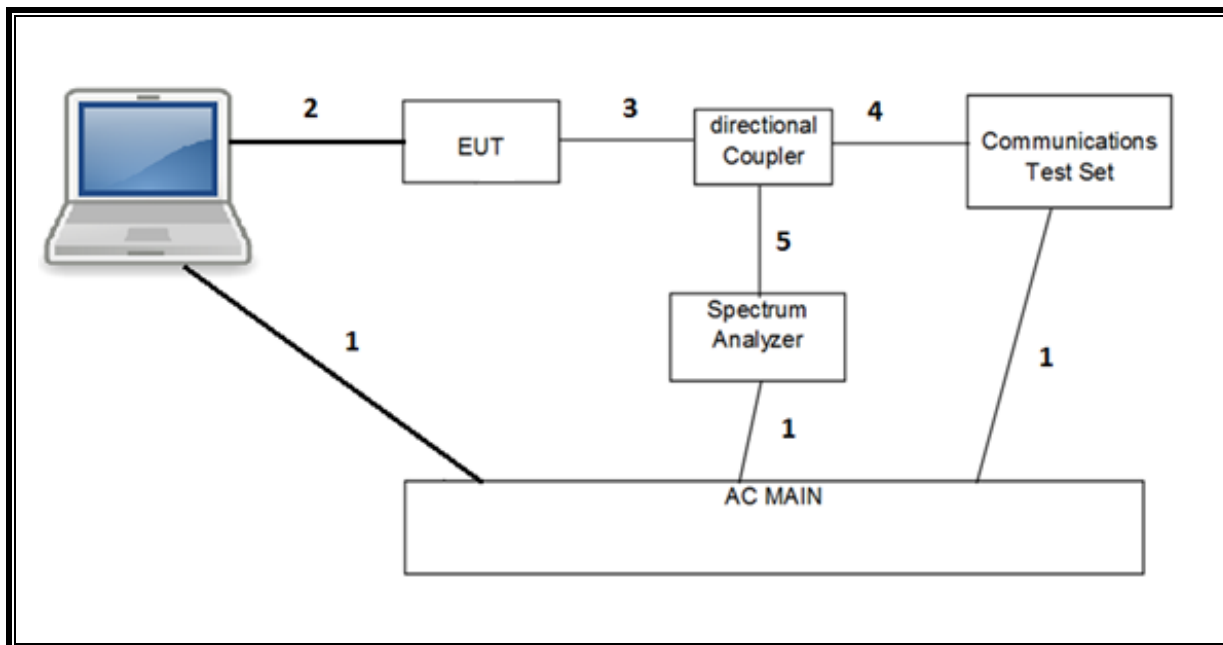 2
EUT
3
directional
Coupler
4
Communications
Test Set
5
Spectrum
Analyzer
1
1
1
AC MAIN